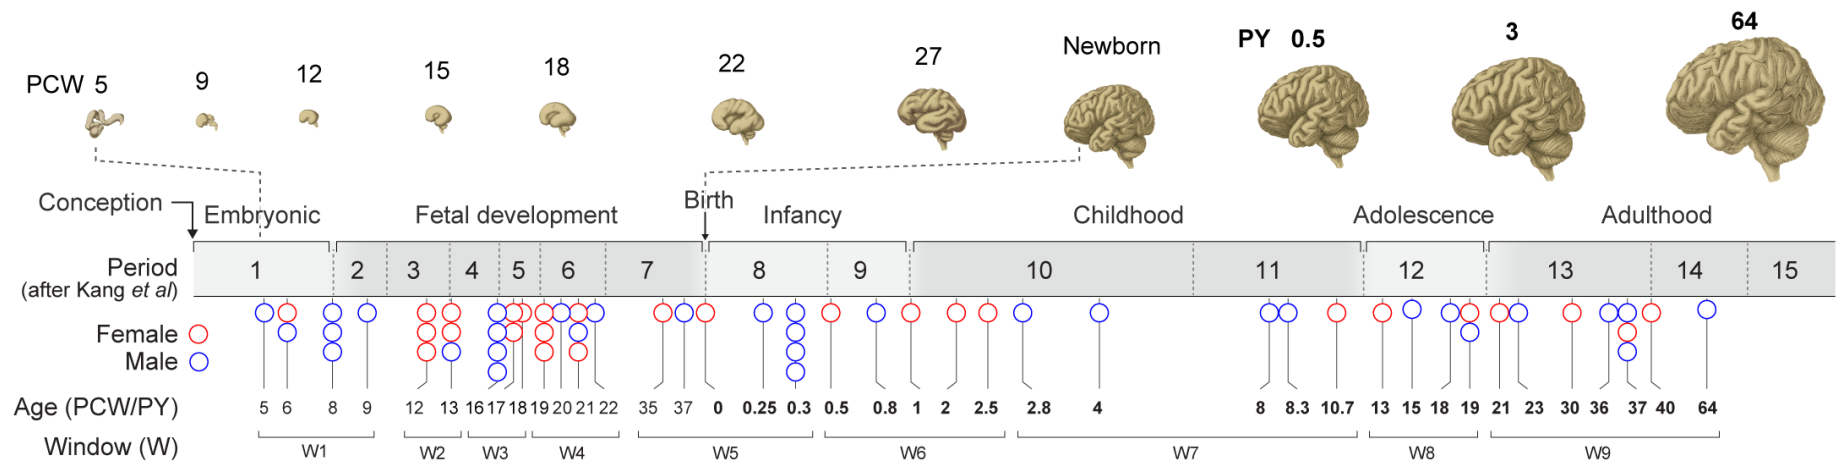 PCW 5 9 12 15 18 22 27 Newborn PY 0.5 3 64
Conception Embryonic Fetal development Birth Infancy Childhood Adolescence Adulthood
Period 1 2 3 4 5 6 7 8 9 10 11 12 13 14 15
(after Kang et al)
Female
Male
Age (PCW/PY) 5 6 8 9 12 13 16 17 18 19 20 21 22 35 37 0 0.25 0.3 0.5 0.8 1 2 2.5 2.8 4 8 8.3 10.7 13 15 18 19 21 23 30 36 37 40 64
Window (W) W1 W2 W3 W4 W5 W6 W7 W8 W9